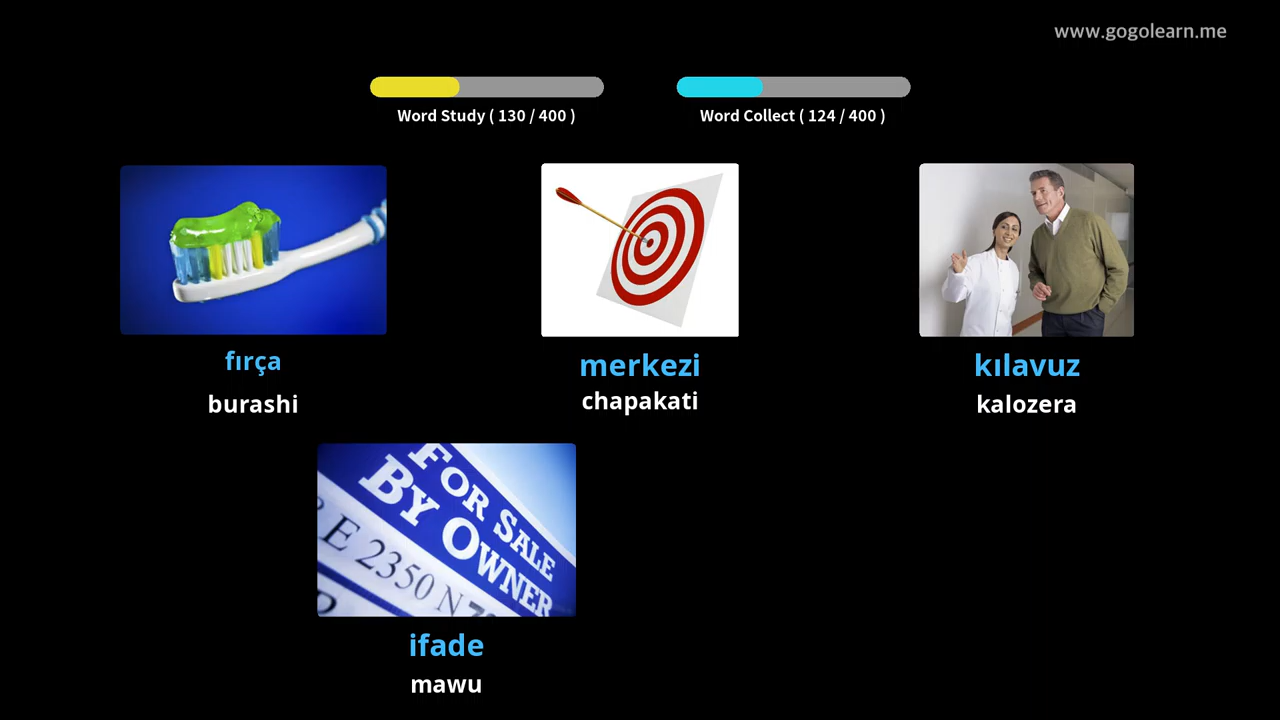 www.gogolearn.me
Word Study ( 130 / 400 )
Word Collect ( 124 / 400 )
fırça
burashi
merkezi
chapakati
kılavuz
kalozera
FOR SALE
BY OWNER
E 2350 N
ifade
mawu